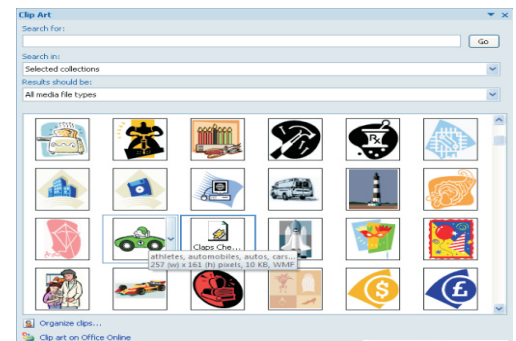 Clip Art
Search for:
Go
Search in:
Selected collections
Results should be:
All media file types
Rx
Claps Che...
athletes, automobiles, autos, cars...
257 (w) x 161 (h) pixels, 10 KB, WMF
$
£
Organize clips...
Clip art on Office Online